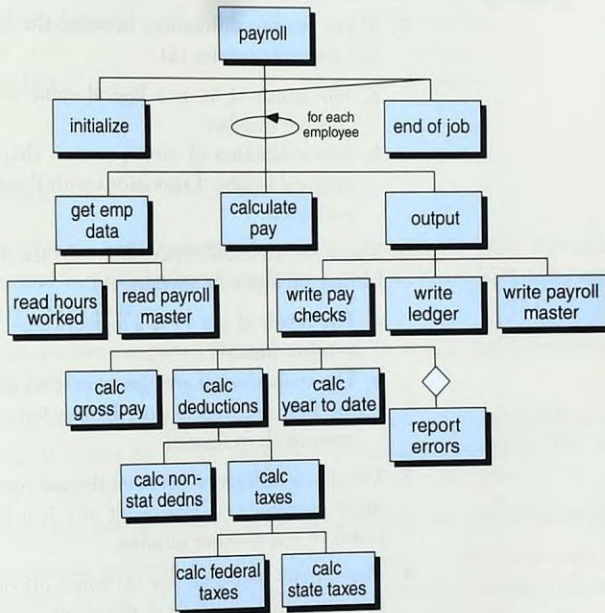 payroll
initialize
for each
employee
end of job
get emp
data
calculate
pay
output
read hours
worked
read payroll
master
write pay
checks
write
ledger
write payroll
master
calc
gross pay
calc
deductions
calc
year to date
report
errors
calc non-
stat dedns
calc
taxes
calc federal
taxes
calc
state taxes